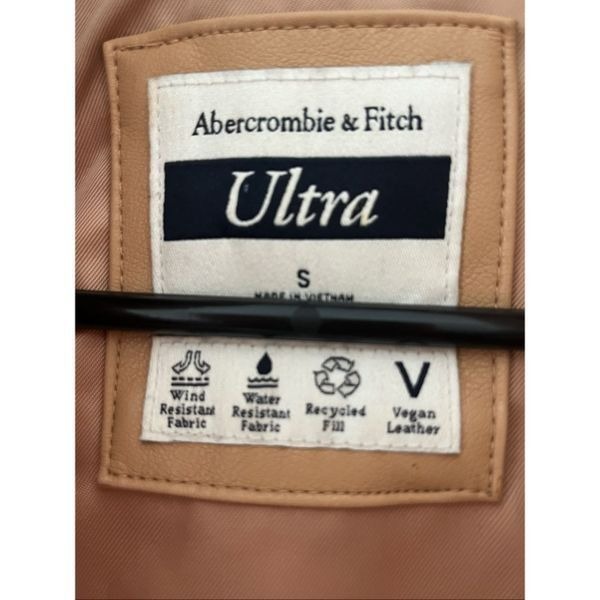 Abercrombie & Fitch
Ultra
S
MADE IN VIETNAM
Wind
Resistant
Fabric
Water
Resistant
Fabric
Recycled
Fill
V
Vegan
Leather